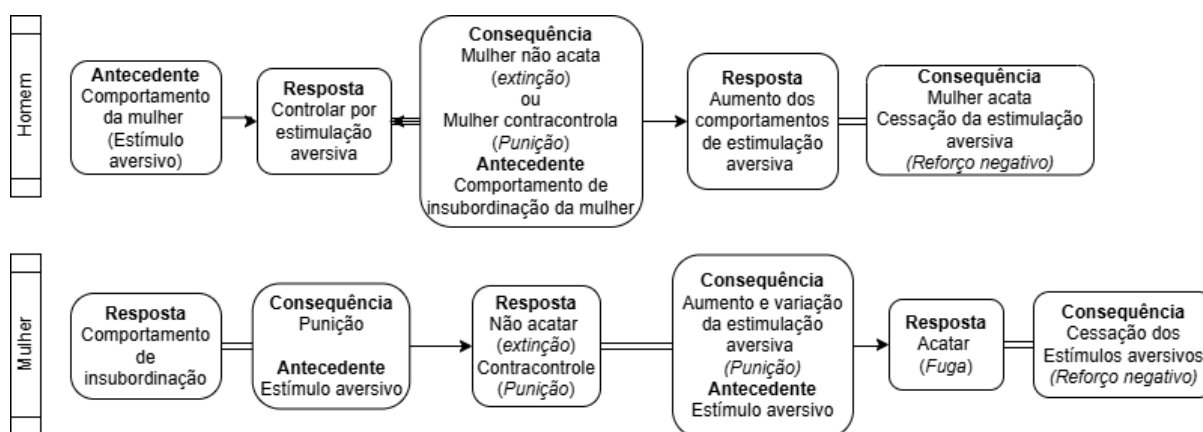 Homem
Antecedente
Comportamento
da mulher
(Estímulo
aversivo)
Resposta
Controlar por
estimulação
aversiva
Consequência
Mulher não acata
(extinção)
ou
Mulher contracontrola
(Punição)
Antecedente
Comportamento de
insubordinação da mulher
Resposta
Aumento dos
comportamentos
de estimulação
aversiva
Consequência
Mulher acata
Cessação da estimulação
aversiva
(Reforço negativo)
Mulher
Resposta
Comportamento
de
insubordinação
Consequência
Punição
Antecedente
Estímulo aversivo
Resposta
Não acatar
(extinção)
Contracontrole
(Punição)
Consequência
Aumento e variação
da estimulação
aversiva
(Punição)
Antecedente
Estímulo aversivo
Resposta
Acatar
(Fuga)
Consequência
Cessação dos
Estímulos aversivos
(Reforço negativo)